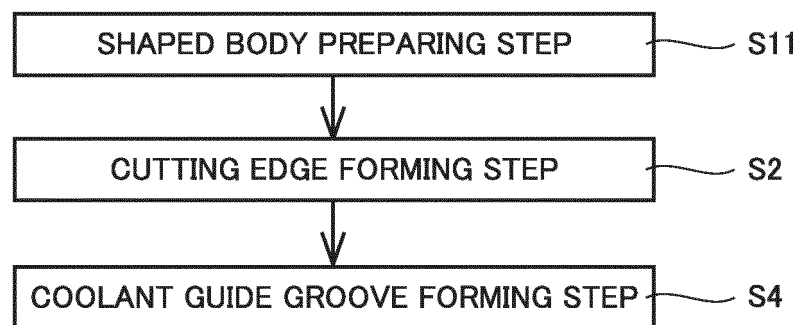 SHAPED BODY PREPARING STEP S11
CUTTING EDGE FORMING STEP S2
COOLANT GUIDE GROOVE FORMING STEP S4